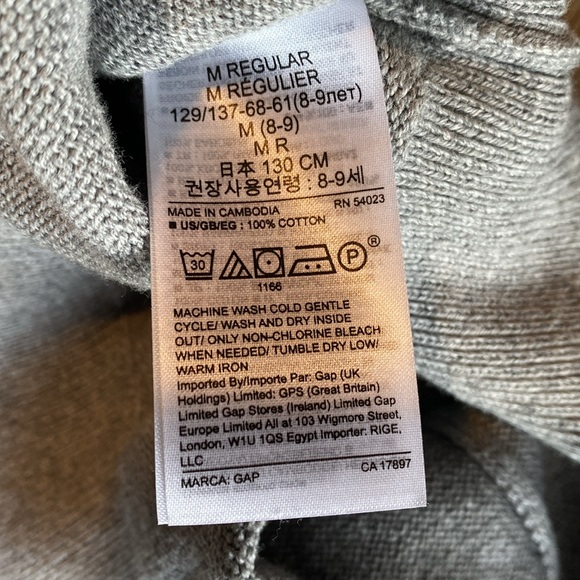 M REGULAR
M RÉGULIER
129/137-68-61(8-9лет)
M (8-9)
M R
日本 130 CM
권장사용연령 : 8-9세
MADE IN CAMBODIA RN 54023
■ US/GB/EG : 100% COTTON
30 P ®
1166
MACHINE WASH COLD GENTLE
CYCLE/ WASH AND DRY INSIDE
OUT/ ONLY NON-CHLORINE BLEACH
WHEN NEEDED/ TUMBLE DRY LOW/
WARM IRON
Imported By/Importe Par: Gap (UK
Holdings) Limited: GPS (Great Britain)
Limited Gap Stores (Ireland) Limited Gap
Europe Limited All at 103 Wigmore Street,
London, W1U 1QS Egypt Importer: RIGE,
LLC
MARCA: GAP CA 17897